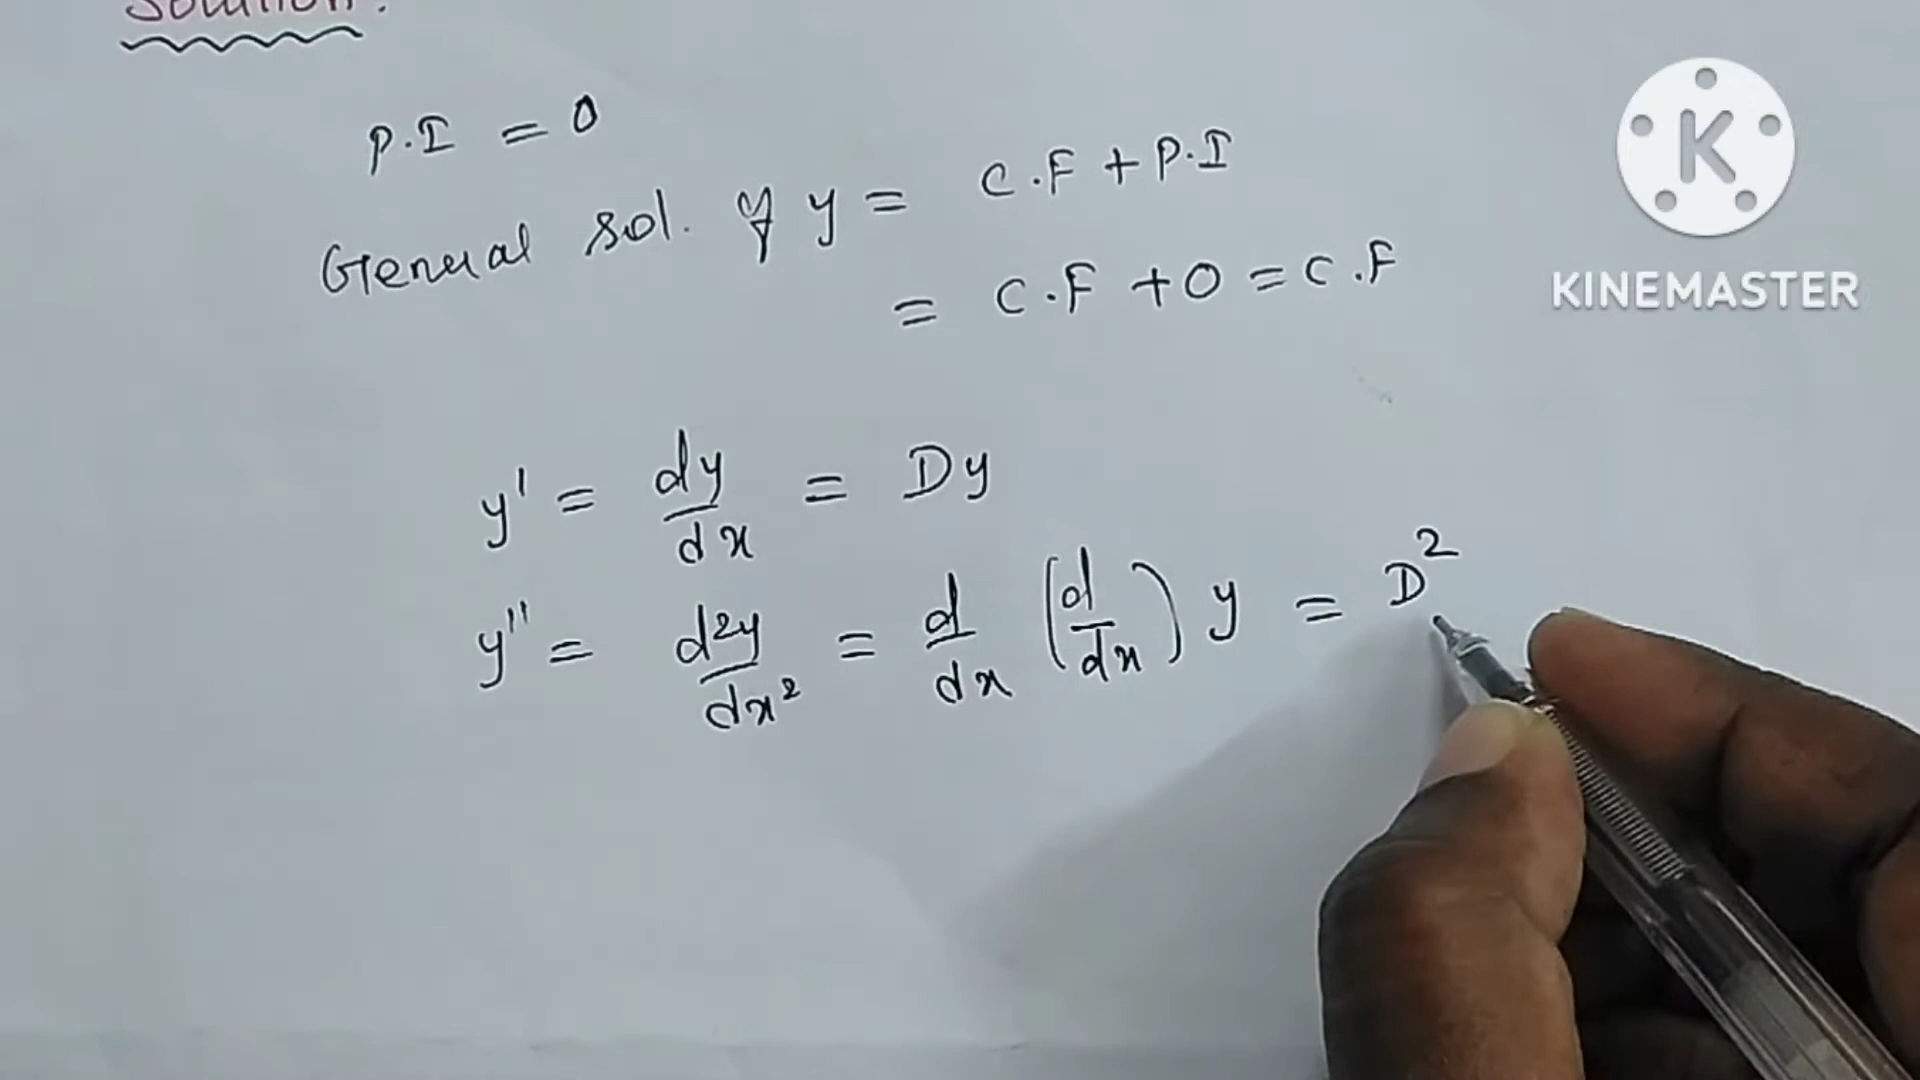 Solution:
P.I = 0
General sol. of y = C.F + P.I
= C.F + 0 = C.F
y' = dy/dx = Dy
y'' = d²y/dx² = d/dx (d/dx) y = D²
K
KINEMASTER